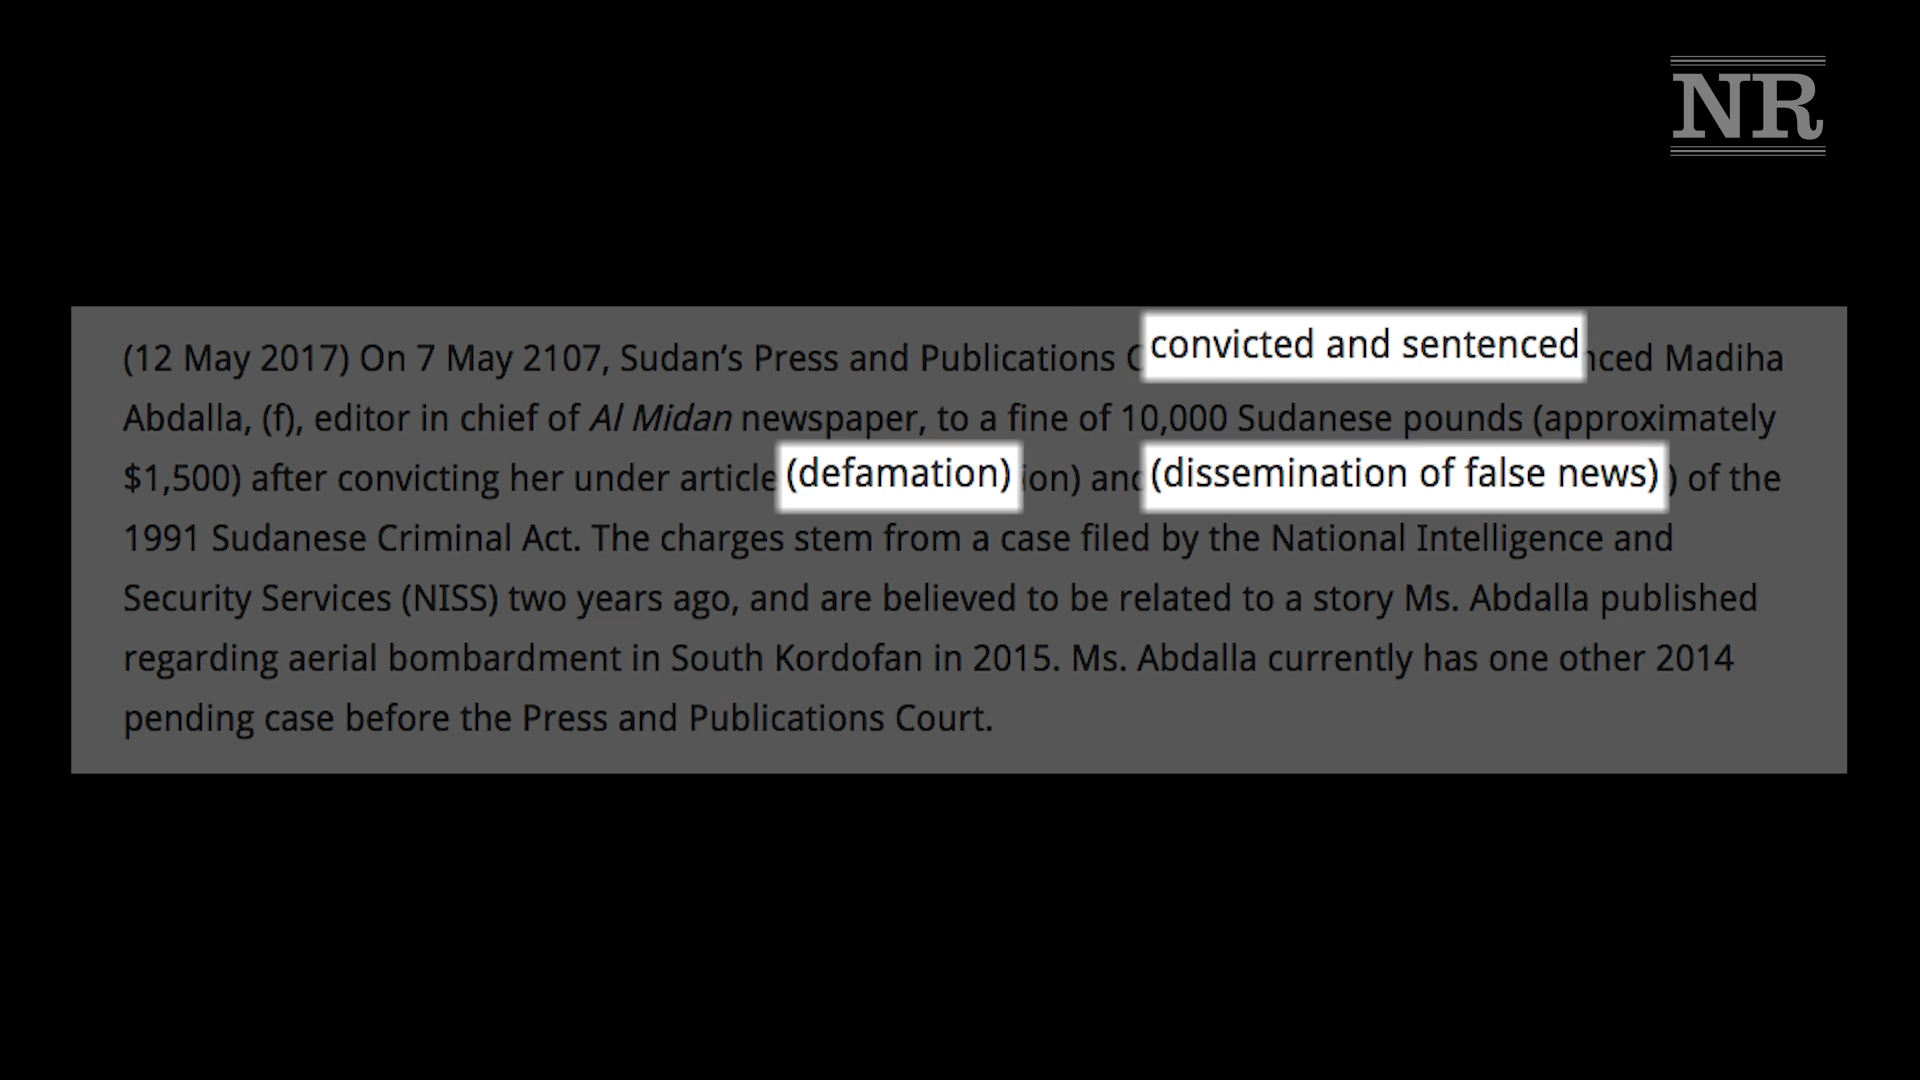 NR
(12 May 2017) On 7 May 2107, Sudan’s Press and Publications C convicted and sentenced Madiha
Abdalla, (f), editor in chief of Al Midan newspaper, to a fine of 10,000 Sudanese pounds (approximately
$1,500) after convicting her under article (defamation) and (dissemination of false news) of the
1991 Sudanese Criminal Act. The charges stem from a case filed by the National Intelligence and
Security Services (NISS) two years ago, and are believed to be related to a story Ms. Abdalla published
regarding aerial bombardment in South Kordofan in 2015. Ms. Abdalla currently has one other 2014
pending case before the Press and Publications Court.